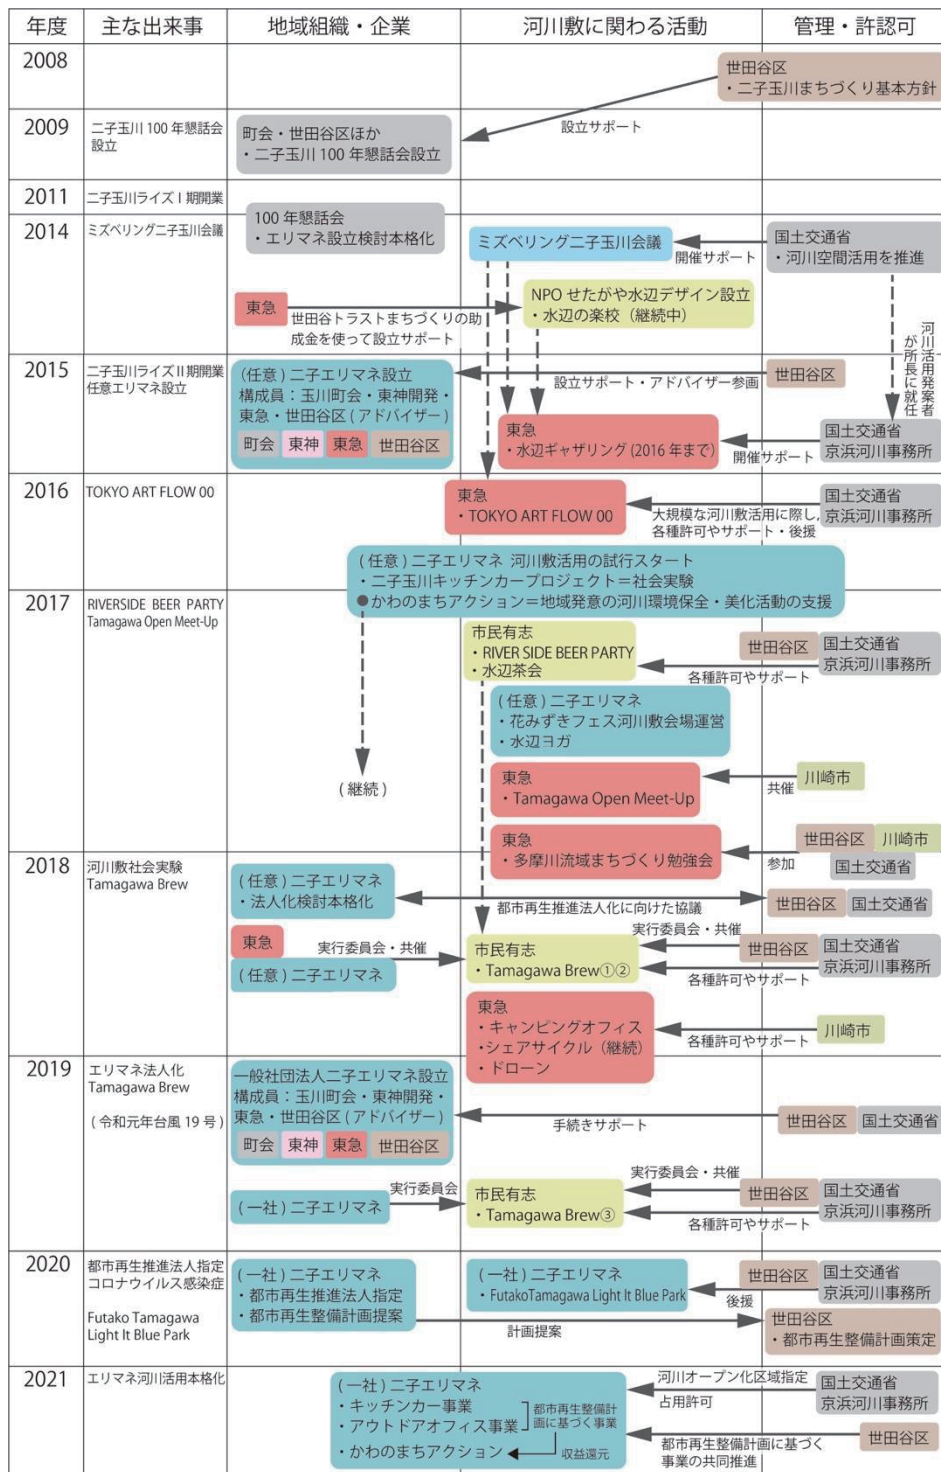 年度
主な出来事
地域組織・企業
河川敷に関わる活動
管理・許認可
2008
世田谷区
・二子玉川まちづくり基本方針
設立サポート
2009
二子玉川 100 年懇話会
設立
町会・世田谷区ほか
・二子玉川 100 年懇話会設立
2011
二子玉川ライズⅠ期開業
100 年懇話会
・エリマネ設立検討本格化
2014
ミズベリング二子玉川会議
ミズベリング二子玉川会議
開催サポート
国土交通省
・河川空間活用を推進
東急
世田谷トラストまちづくりの助
成金を使って設立サポート
NPO せたがや水辺デザイン設立
・水辺の楽校（継続中）
河川活用発案者
が所長に就任
2015
二子玉川ライズⅡ期開業
任意エリマネ設立
(任意) 二子エリマネ設立
構成員：玉川町会・東神開発・
東急・世田谷区 ( アドバイザー )
町会
東神
東急
世田谷区
設立サポート・アドバイザー参画
世田谷区
東急
・水辺ギャザリング (2016 年まで)
開催サポート
国土交通省
京浜河川事務所
2016
TOKYO ART FLOW 00
東急
・TOKYO ART FLOW 00
大規模な河川敷活用に際し,
各種許可やサポート・後援
国土交通省
京浜河川事務所
(任意) 二子エリマネ 河川敷活用の試行スタート
・二子玉川キッチンカープロジェクト＝社会実験
●かわのまちアクション＝地域発意の河川環境保全・美化活動の支援
2017
RIVERSIDE BEER PARTY
Tamagawa Open Meet-Up
市民有志
・RIVER SIDE BEER PARTY
・水辺茶会
各種許可やサポート
世田谷区
国土交通省
京浜河川事務所
( 任意 ) 二子エリマネ
・花みずきフェス河川敷会場運営
・水辺ヨガ
( 継続 )
東急
・Tamagawa Open Meet-Up
共催
川崎市
東急
・多摩川流域まちづくり勉強会
参加
世田谷区
川崎市
国土交通省
2018
河川敷社会実験
Tamagawa Brew
( 任意 ) 二子エリマネ
・法人化検討本格化
都市再生推進法人化に向けた協議
世田谷区
国土交通省
東急
(任意) 二子エリマネ
実行委員会・共催
市民有志
・Tamagawa Brew①②
実行委員会・共催
各種許可やサポート
世田谷区
国土交通省
京浜河川事務所
東急
・キャンピングオフィス
・シェアサイクル（継続）
・ドローン
各種許可やサポート
川崎市
2019
エリマネ法人化
Tamagawa Brew
( 令和元年台風 19 号 )
一般社団法人二子エリマネ設立
構成員：玉川町会・東神開発・
東急・世田谷区 ( アドバイザー )
町会
東神
東急
世田谷区
手続きサポート
世田谷区
国土交通省
(一社) 二子エリマネ
実行委員会
市民有志
・Tamagawa Brew③
実行委員会・共催
各種許可やサポート
世田谷区
国土交通省
京浜河川事務所
2020
都市再生推進法人指定
コロナウイルス感染症
Futako Tamagawa
Light It Blue Park
(一社) 二子エリマネ
・都市再生推進法人指定
・都市再生整備計画提案
( 一社 ) 二子エリマネ
・FutakoTamagawa Light It Blue Park
後援
世田谷区
国土交通省
京浜河川事務所
計画提案
世田谷区
・都市再生整備計画策定
2021
エリマネ河川活用本格化
(一社) 二子エリマネ
・キッチンカー事業
・アウトドアオフィス事業
都市再生整備計
画に基づく事業
・かわのまちアクション
収益還元
河川オープン化区域指定
占用許可
国土交通省
京浜河川事務所
都市再生整備計画に基づく
事業の共同推進
世田谷区